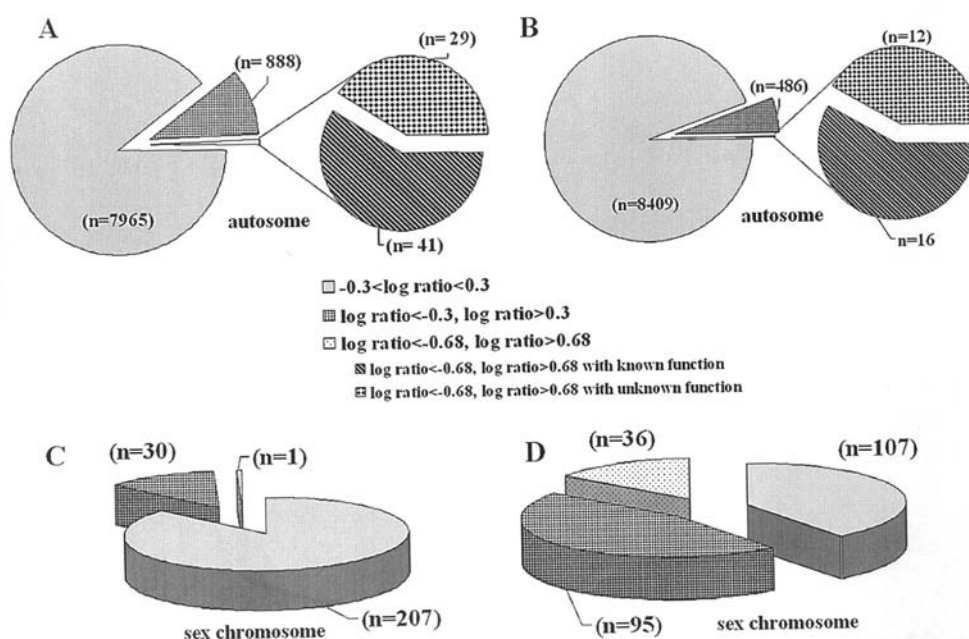 A
(n= 888)
(n= 29)
(n=7965)
autosome
(n= 41)
B
(n=486)
(n=12)
(n=8409)
autosome
n=16
-0.3<log ratio<0.3
log ratio<-0.3, log ratio>0.3
log ratio<-0.68, log ratio>0.68
log ratio<-0.68, log ratio>0.68 with known function
log ratio<-0.68, log ratio>0.68 with unknown function
C
(n=30)
(n=1)
(n=207)
sex chromosome
D
(n=36)
(n=107)
(n=95)
sex chromosome